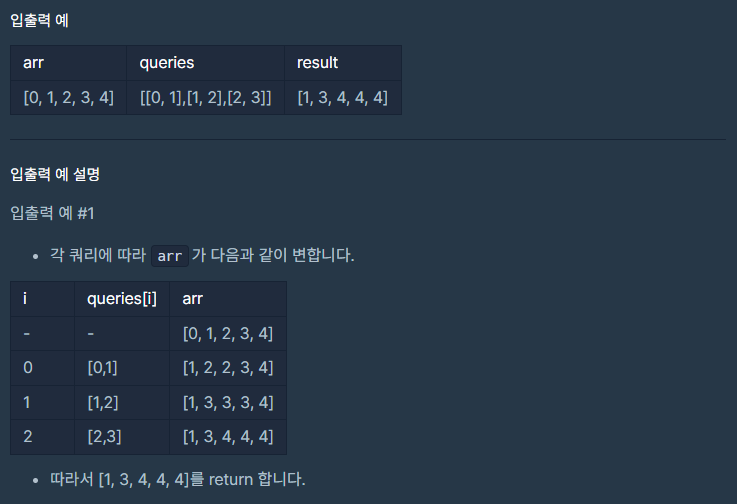 입출력 예
arr queries result
[0, 1, 2, 3, 4] [[0, 1],[1, 2],[2, 3]] [1, 3, 4, 4, 4]
입출력 예 설명
입출력 예 #1
• 각 쿼리에 따라 arr 가 다음과 같이 변합니다.
i queries[i] arr
- - [0, 1, 2, 3, 4]
0 [0,1] [1, 2, 2, 3, 4]
1 [1,2] [1, 3, 3, 3, 4]
2 [2,3] [1, 3, 4, 4, 4]
• 따라서 [1, 3, 4, 4, 4]를 return 합니다.